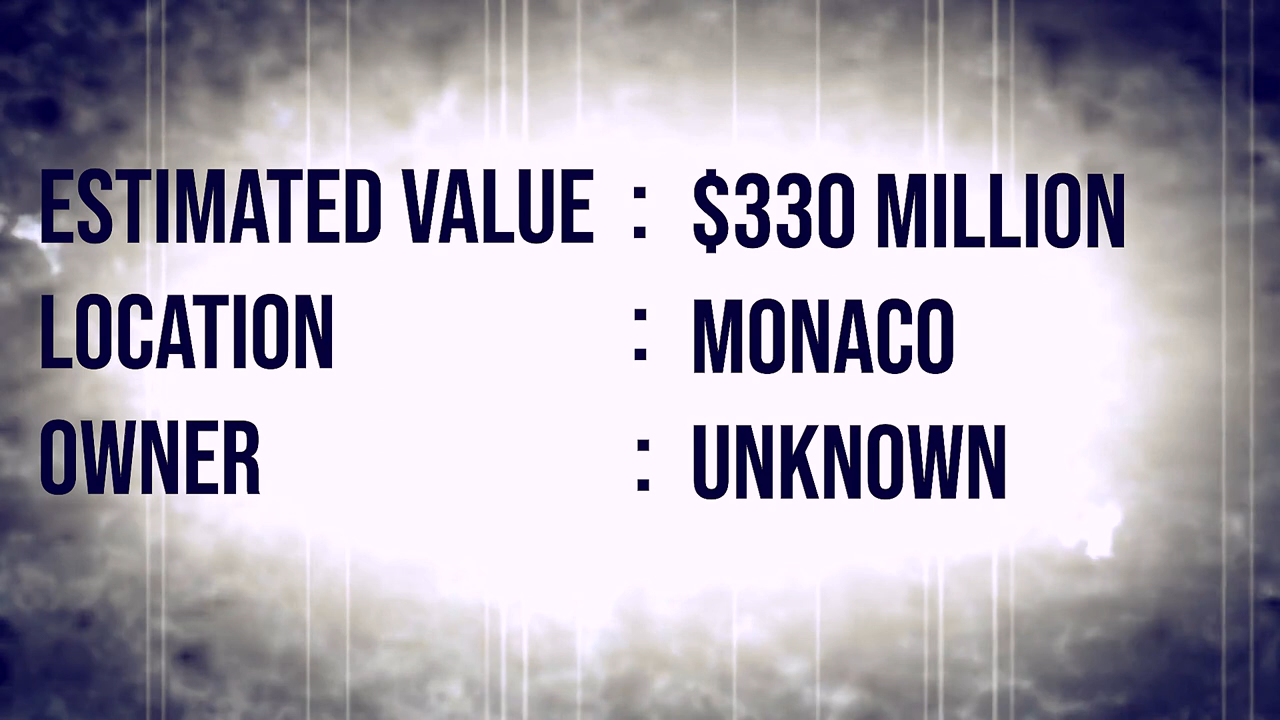 ESTIMATED VALUE : $330 MILLION
LOCATION : MONACO
OWNER : UNKNOWN